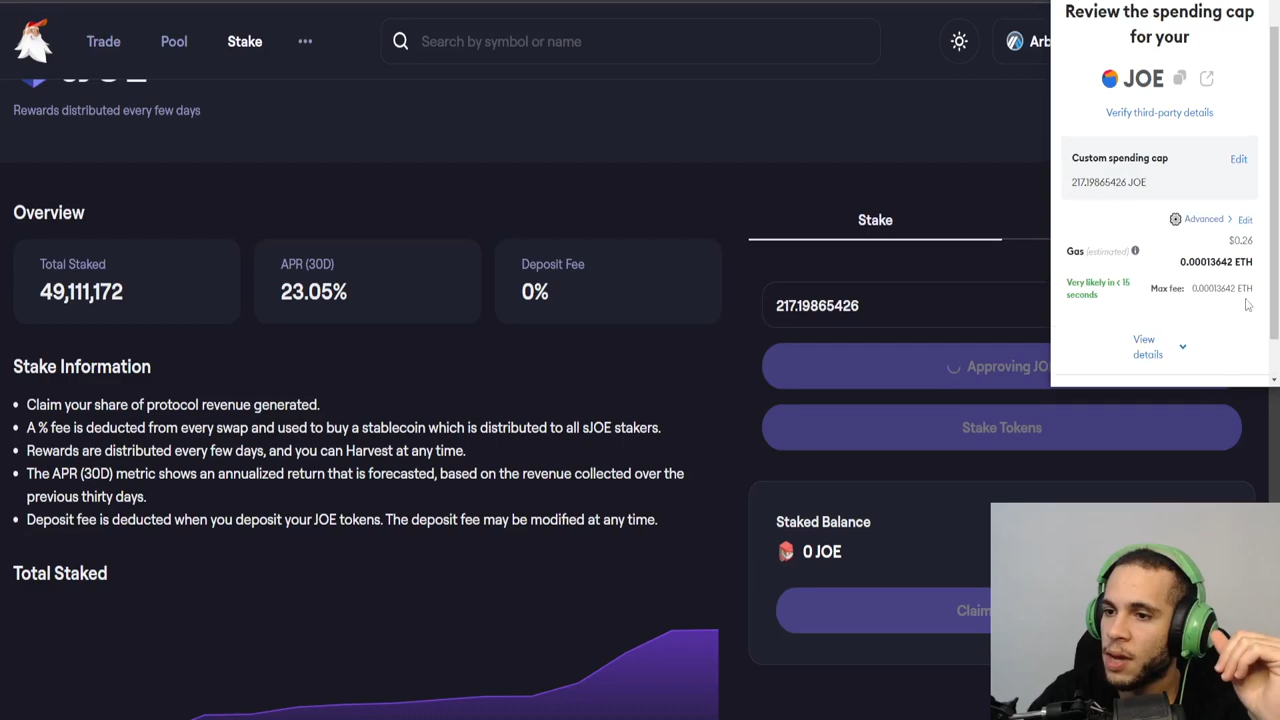 Trade
Pool
Stake
Search by symbol or name
Arb
Rewards distributed every few days
Overview
Total Staked
49,111,172
APR (30D)
23.05%
Deposit Fee
0%
Stake Information
• Claim your share of protocol revenue generated.
• A % fee is deducted from every swap and used to buy a stablecoin which is distributed to all sJOE stakers.
• Rewards are distributed every few days, and you can Harvest at any time.
• The APR (30D) metric shows an annualized return that is forecasted, based on the revenue collected over the
previous thirty days.
• Deposit fee is deducted when you deposit your JOE tokens. The deposit fee may be modified at any time.
Total Staked
Stake
217.19865426
Approving JO
Stake Tokens
Staked Balance
0 JOE
Claim
Review the spending cap
for your
JOE
Verify third-party details
Custom spending cap
Edit
217.19865426 JOE
Advanced > Edit
$0.26
Gas (estimated)
0.00013642 ETH
Very likely in < 15
seconds
Max fee: 0.00013642 ETH
View
details